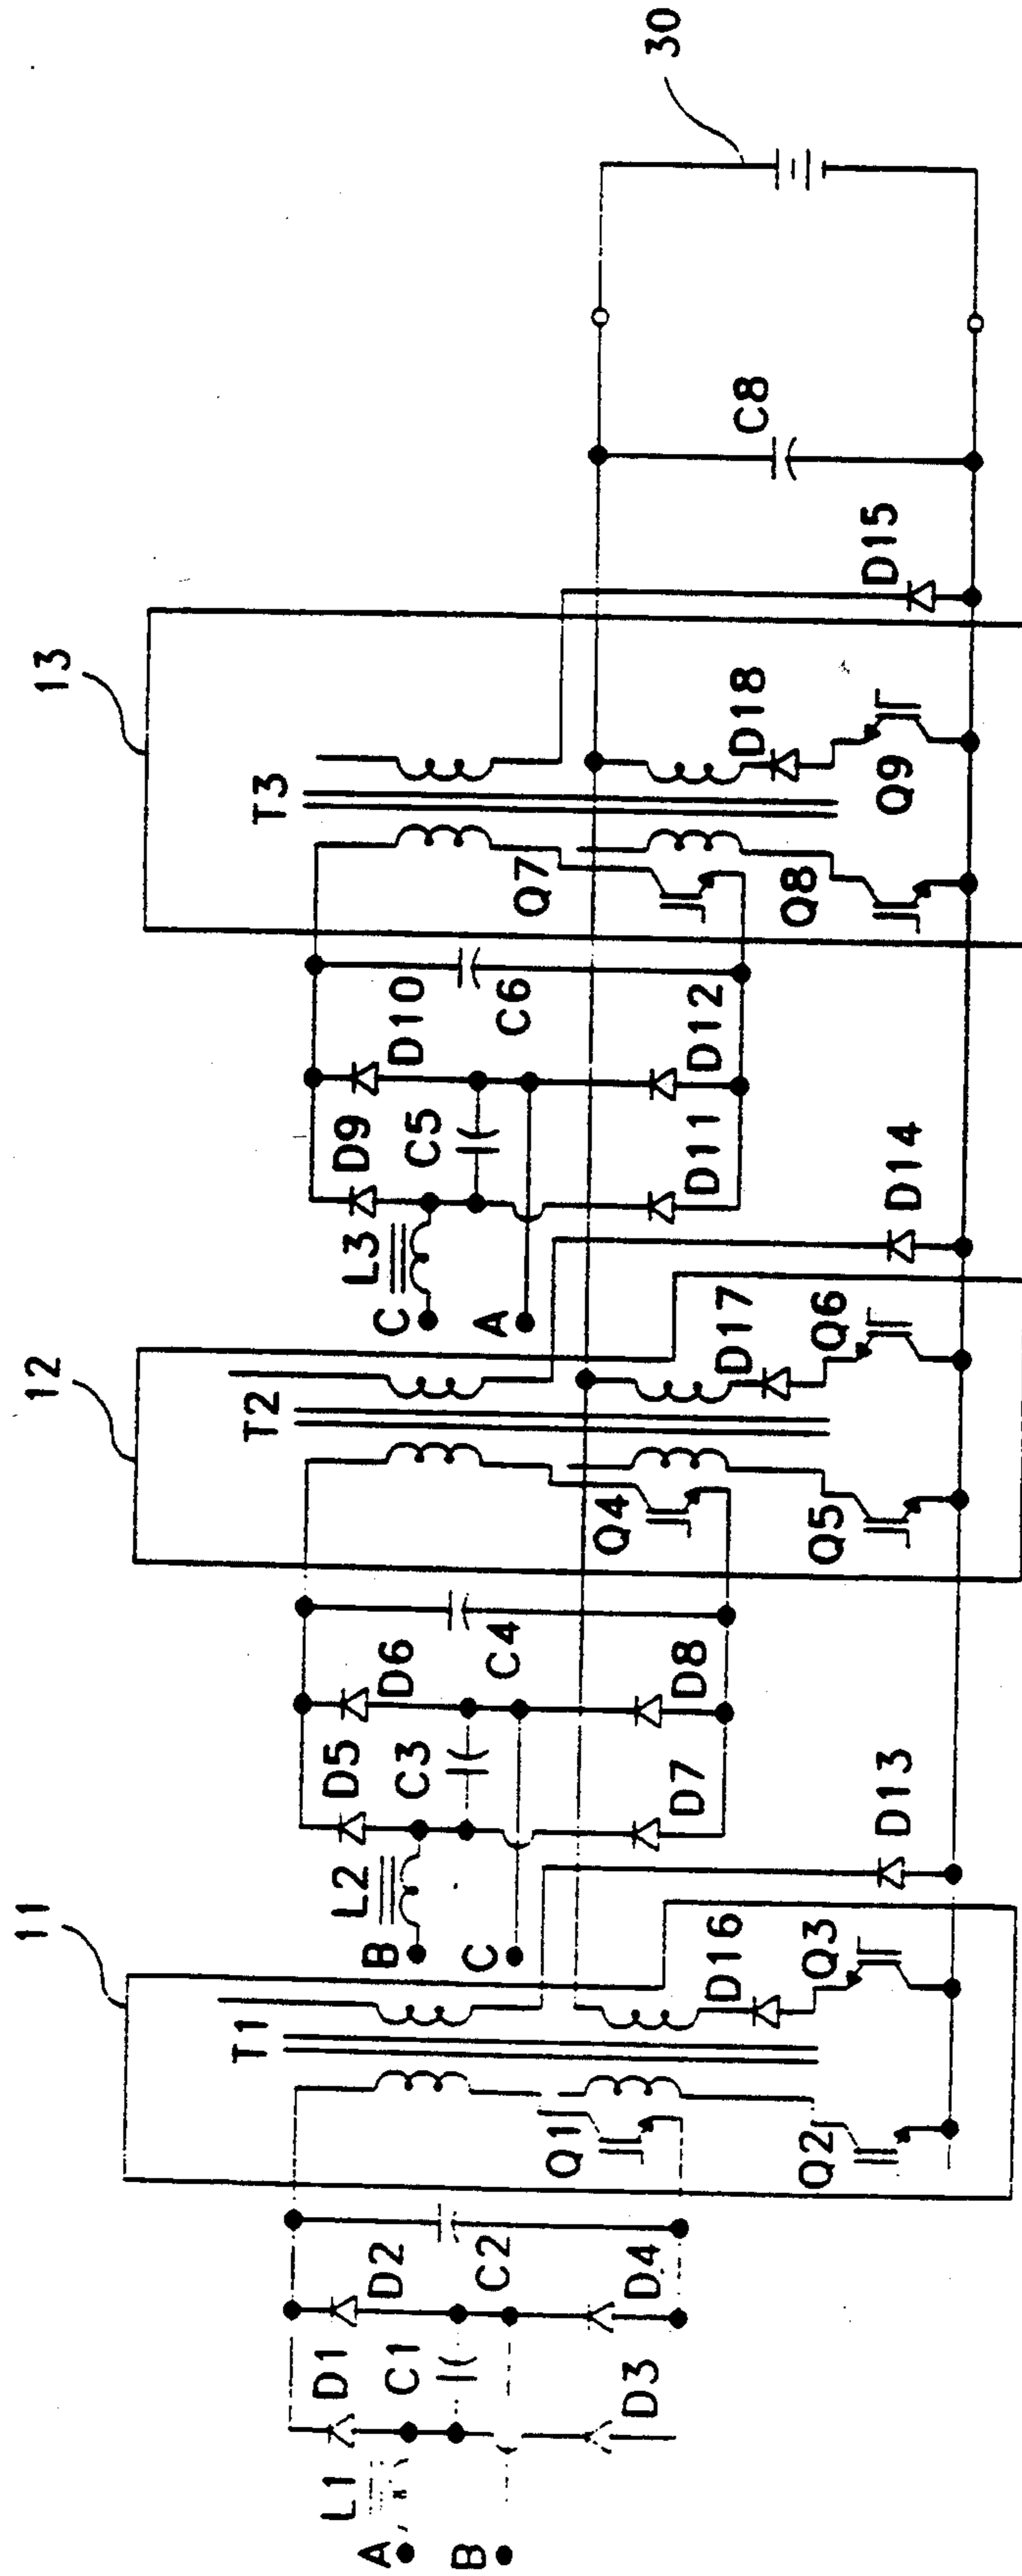 11
12
13
30
T1
T2
T3
A
B
L1
D1
C1
D2
C2
D3
D4
Q1
Q2
D16
Q3
D13
B
C
L2
D5
C3
D6
C4
D7
D8
Q4
Q5
D17
Q6
D14
C
A
L3
D9
C5
D10
C6
D11
D12
Q7
Q8
D18
Q9
D15
C8